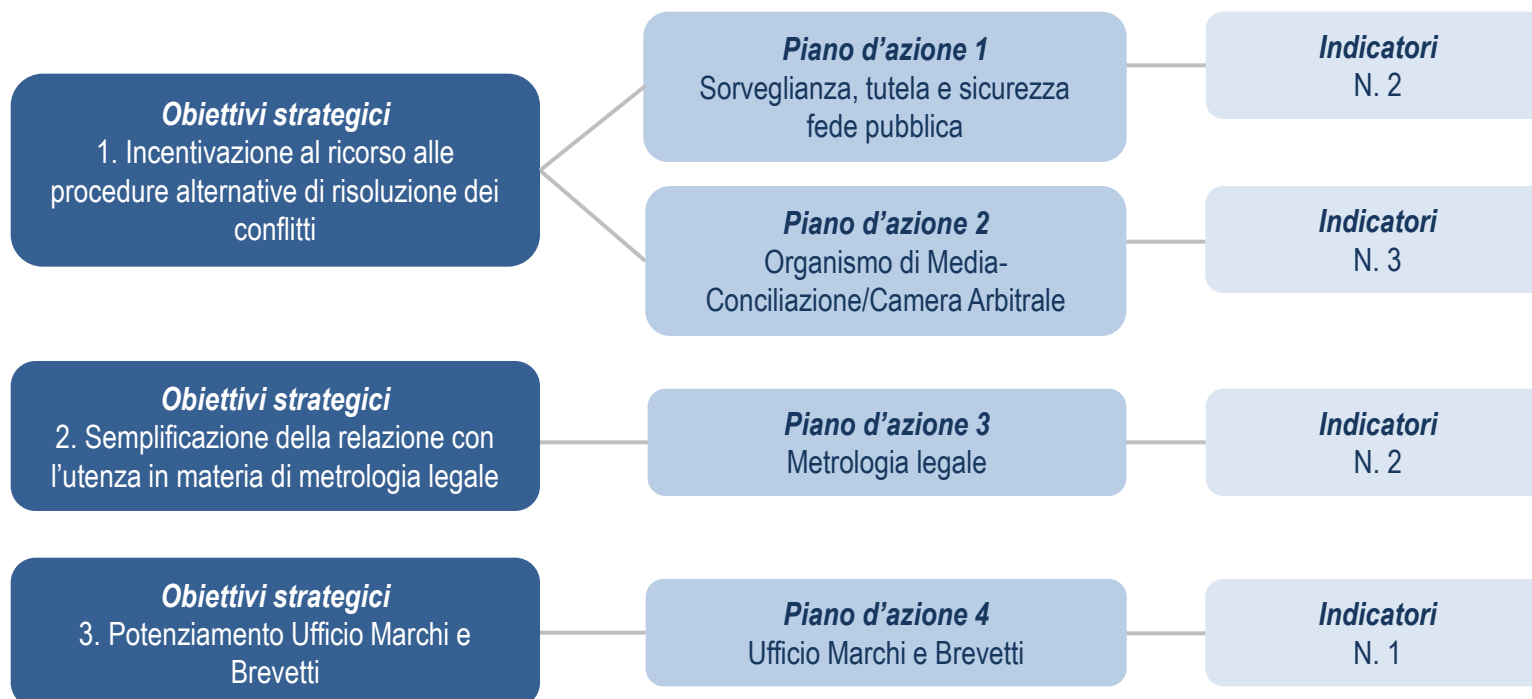 Obiettivi strategici
1. Incentivazione al ricorso alle
procedure alternative di risoluzione dei
conflitti
Piano d’azione 1
Sorveglianza, tutela e sicurezza
fede pubblica
Indicatori
N. 2
Piano d’azione 2
Organismo di Media-
Conciliazione/Camera Arbitrale
Indicatori
N. 3
Obiettivi strategici
2. Semplificazione della relazione con
l’utenza in materia di metrologia legale
Piano d’azione 3
Metrologia legale
Indicatori
N. 2
Obiettivi strategici
3. Potenziamento Ufficio Marchi e
Brevetti
Piano d’azione 4
Ufficio Marchi e Brevetti
Indicatori
N. 1